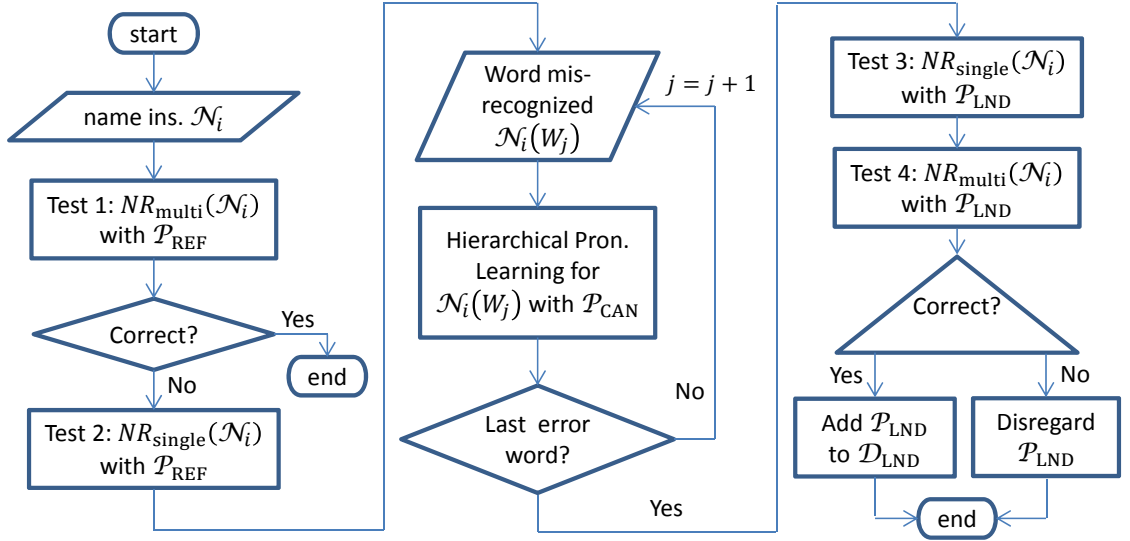 start
name ins. 𝒩ᵢ
Test 1: NR_multi(𝒩ᵢ)
with 𝒫_REF
Correct?
Yes
end
No
Test 2: NR_single(𝒩ᵢ)
with 𝒫_REF
Word mis-
recognized
𝒩ᵢ(Wⱼ)
j = j + 1
Hierarchical Pron.
Learning for
𝒩ᵢ(Wⱼ) with 𝒫_CAN
Last error
word?
No
Yes
Test 3: NR_single(𝒩ᵢ)
with 𝒫_LND
Test 4: NR_multi(𝒩ᵢ)
with 𝒫_LND
Correct?
Yes
No
Add 𝒫_LND
to 𝒟_LND
Disregard
𝒫_LND
end